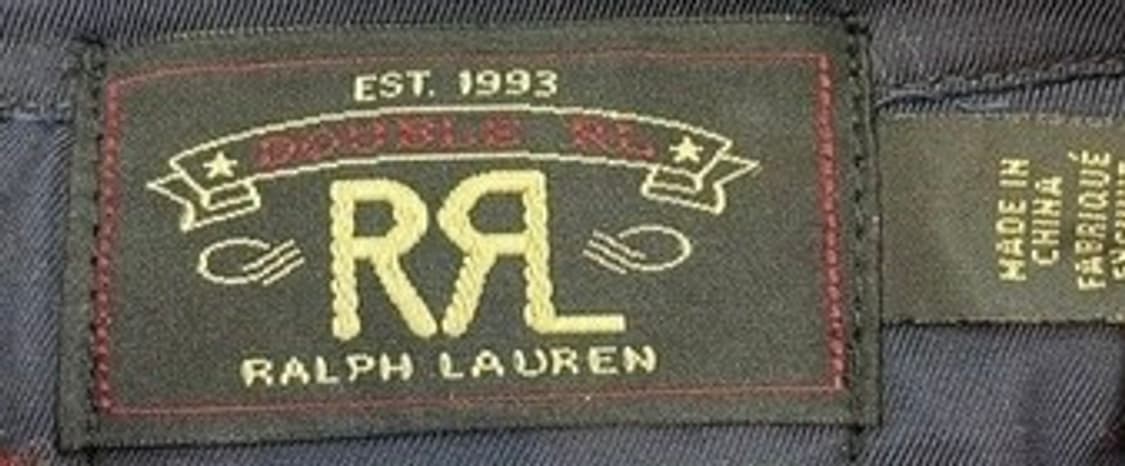 EST. 1993
DOUBLE RL
RRL
RALPH LAUREN
MADE IN
CHINA
FABRIQUÉ